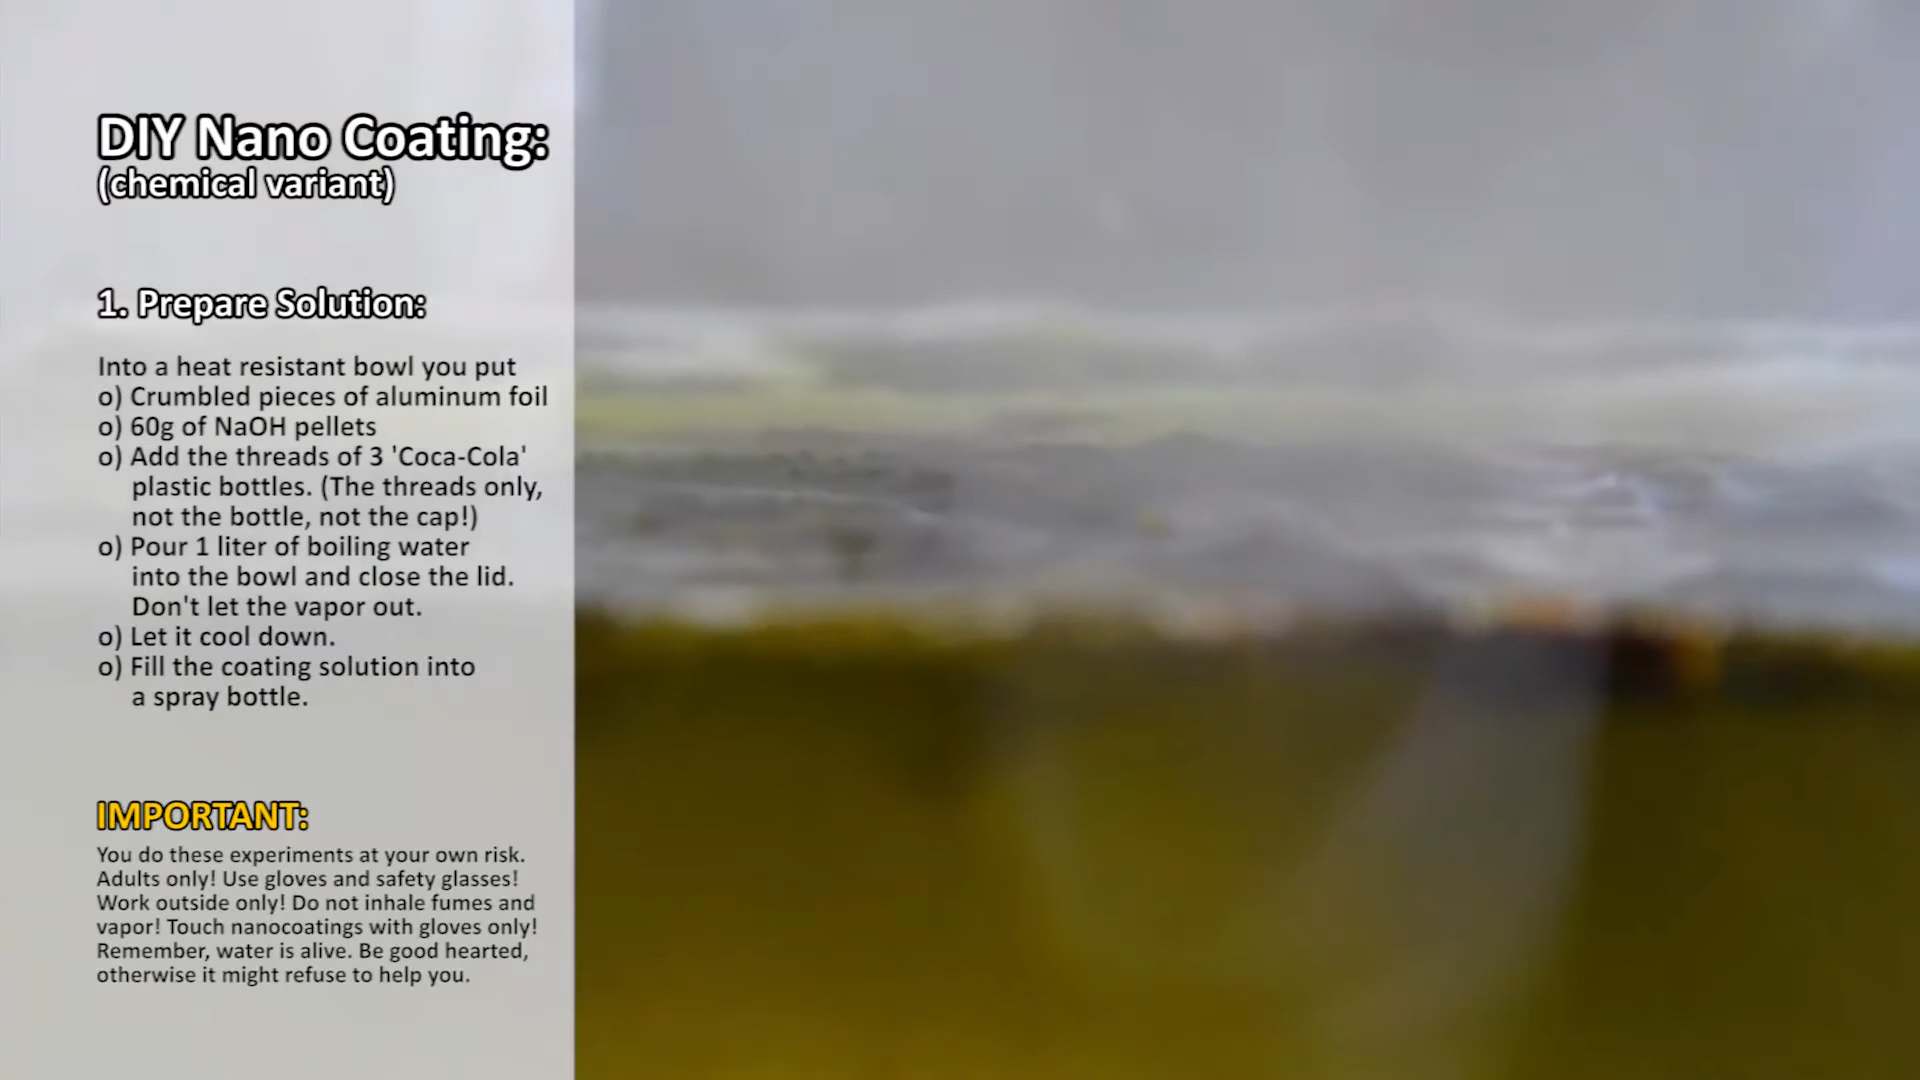 DIY Nano Coating:
(chemical variant)
1. Prepare Solution:
Into a heat resistant bowl you put
o) Crumbled pieces of aluminum foil
o) 60g of NaOH pellets
o) Add the threads of 3 'Coca-Cola'
plastic bottles. (The threads only,
not the bottle, not the cap!)
o) Pour 1 liter of boiling water
into the bowl and close the lid.
Don't let the vapor out.
o) Let it cool down.
o) Fill the coating solution into
a spray bottle.
IMPORTANT:
You do these experiments at your own risk.
Adults only! Use gloves and safety glasses!
Work outside only! Do not inhale fumes and
vapor! Touch nanocoatings with gloves only!
Remember, water is alive. Be good hearted,
otherwise it might refuse to help you.